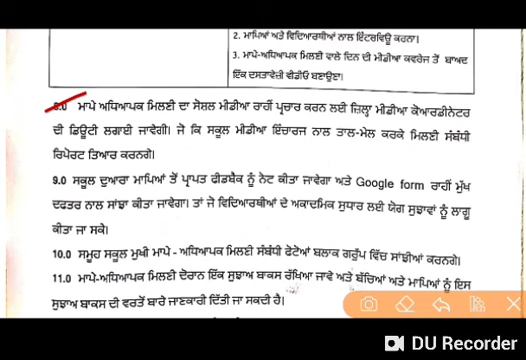 2. ਮਾਪਿਆਂ ਅਤੇ ਵਿਦਿਆਰਥੀਆਂ ਨਾਲ ਇੰਟਰਵਿਊ ਕਰਨਾ।
3. ਮਾਪੇ-ਅਧਿਆਪਕ ਮਿਲਣੀ ਵਾਲੇ ਦਿਨ ਦੀ ਮੀਡੀਆ ਕਵਰੇਜ ਤੋਂ ਬਾਅਦ
ਇੱਕ ਦਸਤਾਵੇਜ਼ੀ ਵੀਡੀਓ ਬਣਾਉਣਾ।
8.0 ਮਾਪੇ ਅਧਿਆਪਕ ਮਿਲਣੀ ਦਾ ਸੋਸ਼ਲ ਮੀਡੀਆ ਰਾਹੀਂ ਪ੍ਰਚਾਰ ਕਰਨ ਲਈ ਜ਼ਿਲ੍ਹਾ ਮੀਡੀਆ ਕੋਆਰਡੀਨੇਟਰ
ਦੀ ਡਿਊਟੀ ਲਗਾਈ ਜਾਵੇਗੀ। ਜੋ ਕਿ ਸਕੂਲ ਮੀਡੀਆ ਇੰਚਾਰਜ ਨਾਲ ਤਾਲ-ਮੇਲ ਕਰਕੇ ਮਿਲਣੀ ਸੰਬੰਧੀ
ਰਿਪੋਰਟ ਤਿਆਰ ਕਰਨਗੇ।
9.0 ਸਕੂਲ ਦੁਆਰਾ ਮਾਪਿਆਂ ਤੋਂ ਪ੍ਰਾਪਤ ਫੀਡਬੈਕ ਨੂੰ ਨੋਟ ਕੀਤਾ ਜਾਵੇਗਾ ਅਤੇ Google form ਰਾਹੀਂ ਮੁੱਖ
ਦਫਤਰ ਨਾਲ ਸਾਂਝਾ ਕੀਤਾ ਜਾਵੇਗਾ। ਤਾਂ ਜੋ ਵਿਦਿਆਰਥੀਆਂ ਦੇ ਅਕਾਦਮਿਕ ਸੁਧਾਰ ਲਈ ਯੋਗ ਸੁਝਾਵਾਂ ਨੂੰ ਲਾਗੂ
ਕੀਤਾ ਜਾ ਸਕੇ।
10.0 ਸਮੂਹ ਸਕੂਲ ਮੁਖੀ ਮਾਪੇ - ਅਧਿਆਪਕ ਮਿਲਣੀ ਸੰਬੰਧੀ ਫੋਟੋਆਂ ਬਲਾਕ ਗਰੁੱਪ ਵਿੱਚ ਸਾਂਝੀਆਂ ਕਰਨਗੇ।
11.0 ਮਾਪੇ-ਅਧਿਆਪਕ ਮਿਲਣੀ ਦੌਰਾਨ ਇੱਕ ਸੁਝਾਅ ਬਾਕਸ ਰੱਖਿਆ ਜਾਵੇ ਅਤੇ ਬੱਚਿਆਂ ਅਤੇ ਮਾਪਿਆਂ ਨੂੰ ਇਸ
ਸੁਝਾਅ ਬਾਕਸ ਦੀ ਵਰਤੋਂ ਬਾਰੇ ਜਾਣਕਾਰੀ ਦਿੱਤੀ ਜਾ ਸਕਦੀ ਹੈ।
DU Recorder